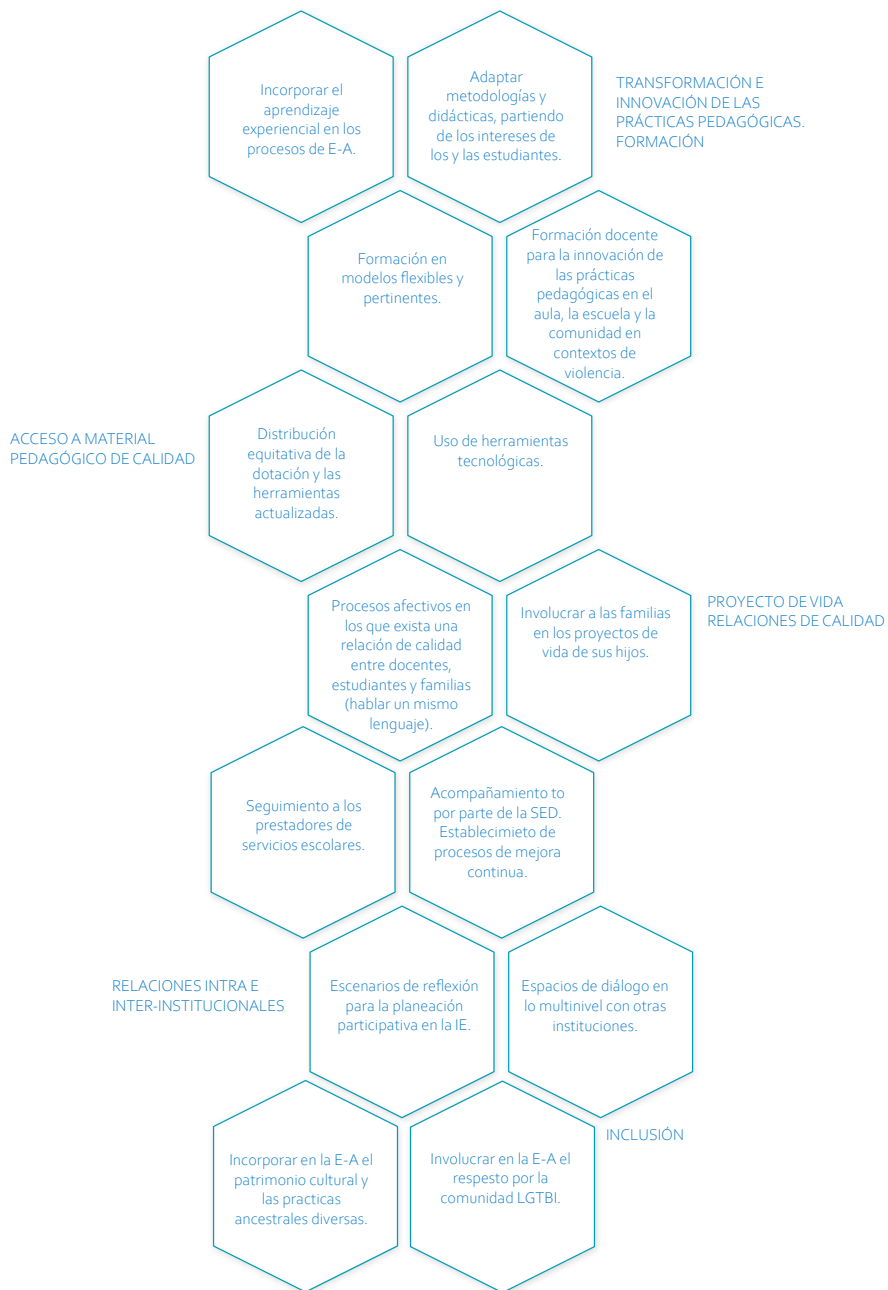 Incorporar el
aprendizaje
experiencial en los
procesos de E-A.
Adaptar
metodologías y
didácticas, partiendo
de los intereses de
los y las estudiantes.
TRANSFORMACIÓN E
INNOVACIÓN DE LAS
PRÁCTICAS PEDAGÓGICAS.
FORMACIÓN
Formación en
modelos flexibles y
pertinentes.
Formación docente
para la innovación de
las prácticas
pedagógicas en el
aula, la escuela y la
comunidad en
contextos de
violencia.
ACCESO A MATERIAL
PEDAGÓGICO DE CALIDAD
Distribución
equitativa de la
dotación y las
herramientas
actualizadas.
Uso de herramientas
tecnológicas.
Procesos afectivos en
los que exista una
relación de calidad
entre docentes,
estudiantes y familias
(hablar un mismo
lenguaje).
Involucrar a las familias
en los proyectos de
vida de sus hijos.
PROYECTO DE VIDA
RELACIONES DE CALIDAD
Seguimiento a los
prestadores de
servicios escolares.
Acompañamiento to
por parte de la SED.
Establecimieto de
procesos de mejora
continua.
RELACIONES INTRA E
INTER-INSTITUCIONALES
Escenarios de reflexión
para la planeación
participativa en la IE.
Espacios de diálogo en
lo multinivel con otras
instituciones.
Incorporar en la E-A el
patrimonio cultural y
las practicas
ancestrales diversas.
Involucrar en la E-A el
respesto por la
comunidad LGTBI.
INCLUSIÓN